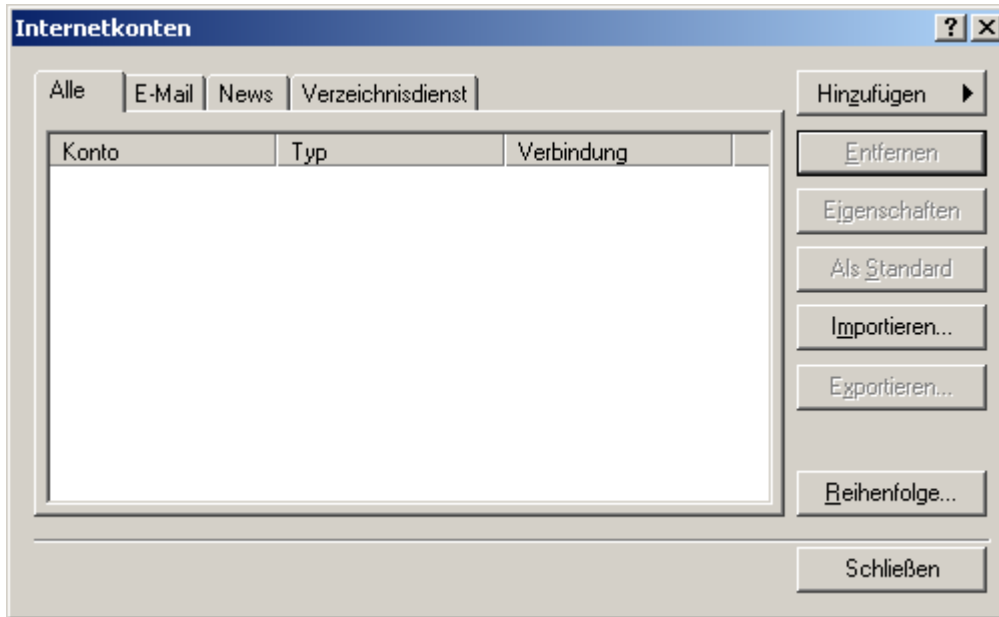 Internetkonten
Alle E-Mail News Verzeichnisdienst
Konto Typ Verbindung
Hinzufügen
Entfernen
Eigenschaften
Als Standard
Importieren...
Exportieren...
Reihenfolge...
Schließen